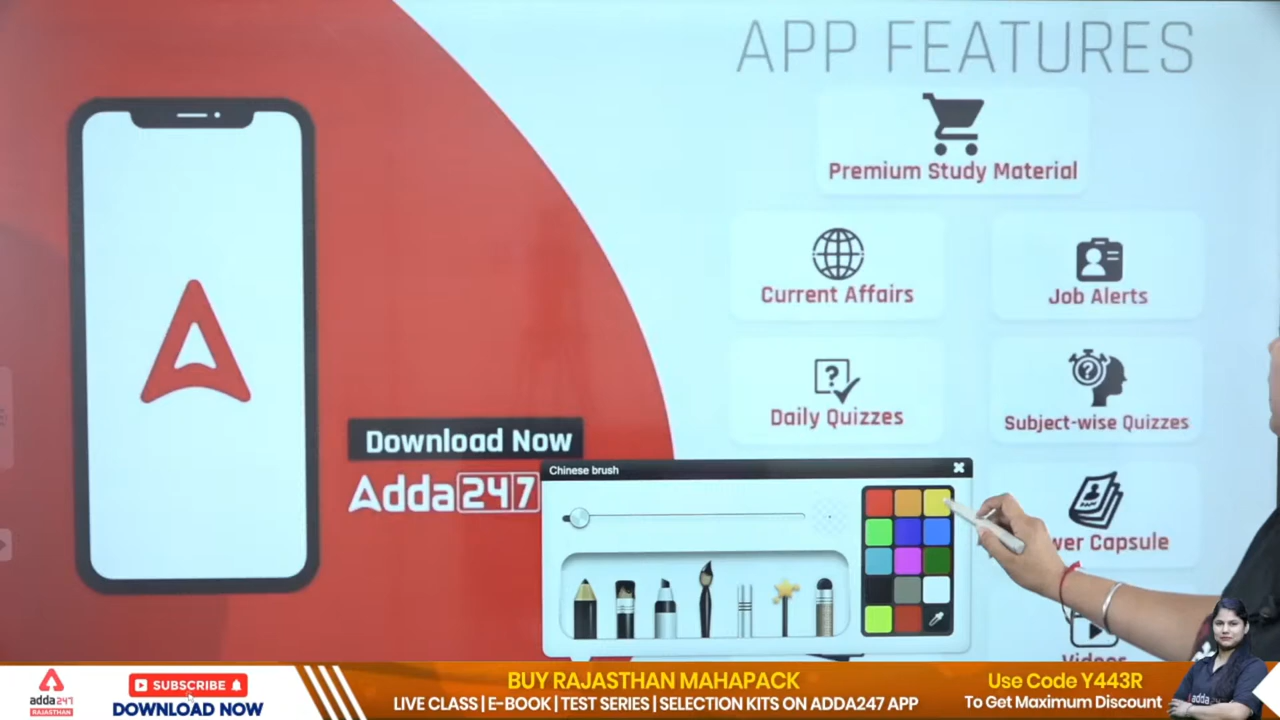 APP FEATURES
Premium Study Material
Current Affairs
Job Alerts
Daily Quizzes
Subject-wise Quizzes
Download Now
Adda247
Chinese brush
Capsule
Videos
adda247
RAJASTHAN
SUBSCRIBE
DOWNLOAD NOW
BUY RAJASTHAN MAHAPACK
LIVE CLASS | E-BOOK | TEST SERIES | SELECTION KITS ON ADDA247 APP
Use Code Y443R
To Get Maximum Discount